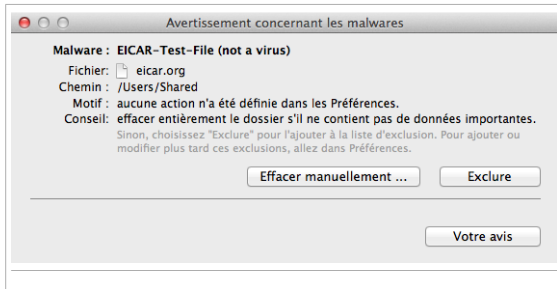 Avertissement concernant les malwares
Malware : EICAR-Test-File (not a virus)
Fichier: eicar.org
Chemin : /Users/Shared
Motif : aucune action n'a été définie dans les Préférences.
Conseil: effacer entièrement le dossier s'il ne contient pas de données importantes.
Sinon, choisissez "Exclure" pour l'ajouter à la liste d'exclusion. Pour ajouter ou
modifier plus tard ces exclusions, allez dans Préférences.
Effacer manuellement ... Exclure
Votre avis